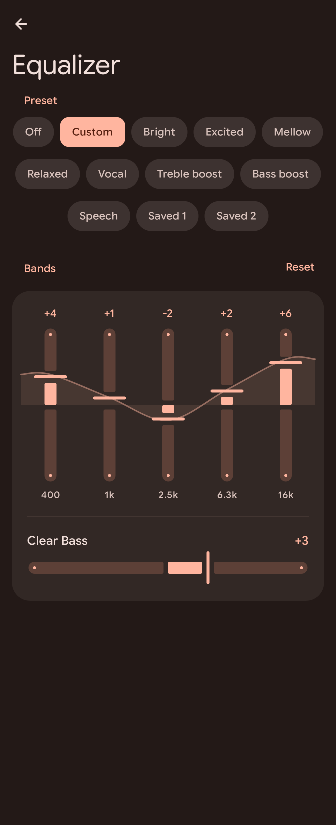 Equalizer
Preset
Off Custom Bright Excited Mellow
Relaxed Vocal Treble boost Bass boost
Speech Saved 1 Saved 2
Bands Reset
+4 +1 -2 +2 +6
400 1k 2.5k 6.3k 16k
Clear Bass +3